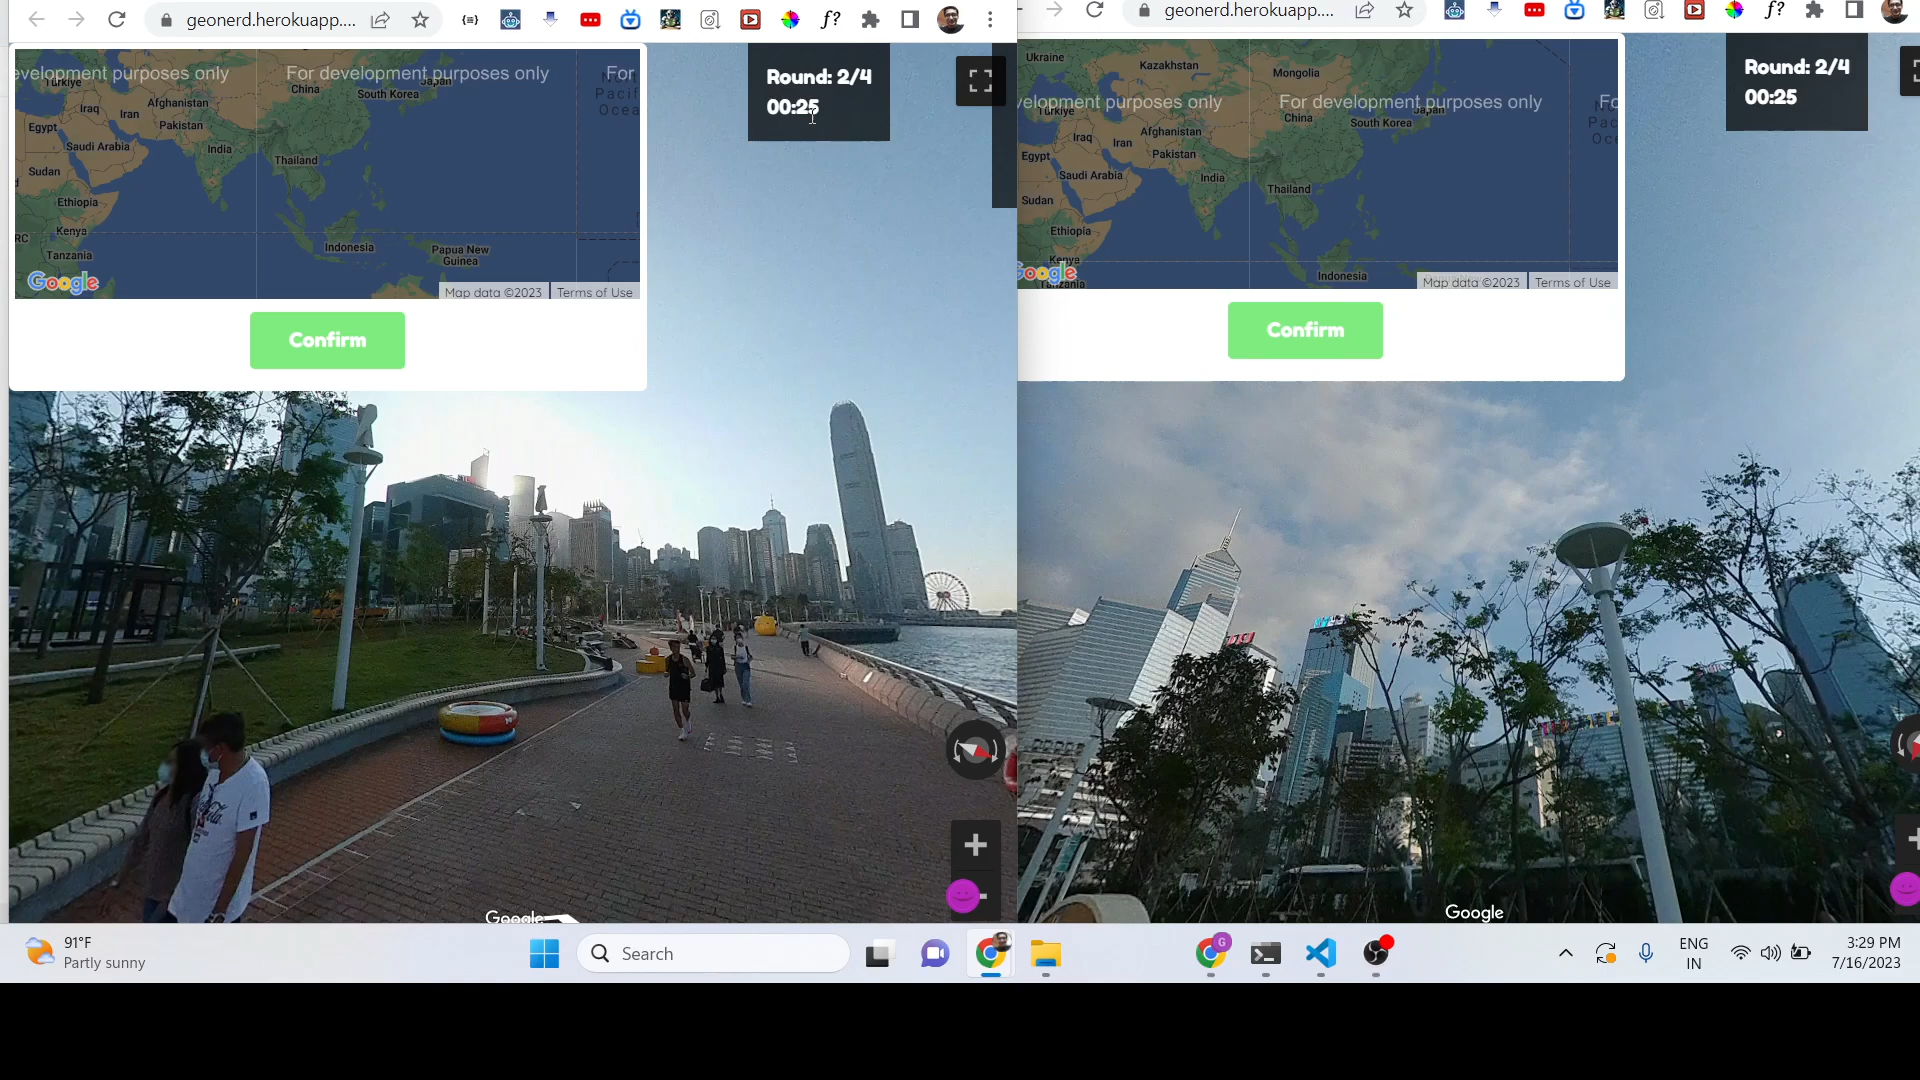 geonerd.herokuapp....
evelopment purposes only
For development purposes only
For
Türkiye
China
Japan
South Korea
Iraq
Iran
Afghanistan
Pakistan
Egypt
Saudi Arabia
India
Thailand
Sudan
Ethiopia
Kenya
Tanzania
Indonesia
Papua New
Guinea
Google
Map data ©2023
Terms of Use
Confirm
Round: 2/4
00:25
Google
geonerd.herokuapp....
Ukraine
Kazakhstan
Mongolia
velopment purposes only
For development purposes only
Türkiye
China
Japan
South Korea
Iraq
Iran
Afghanistan
Pakistan
Egypt
Saudi Arabia
India
Thailand
Sudan
Ethiopia
Kenya
Tanzania
Indonesia
Google
Map data ©2023
Terms of Use
Confirm
Round: 2/4
00:25
Google
91°F
Partly sunny
Search
ENG
IN
3:29 PM
7/16/2023